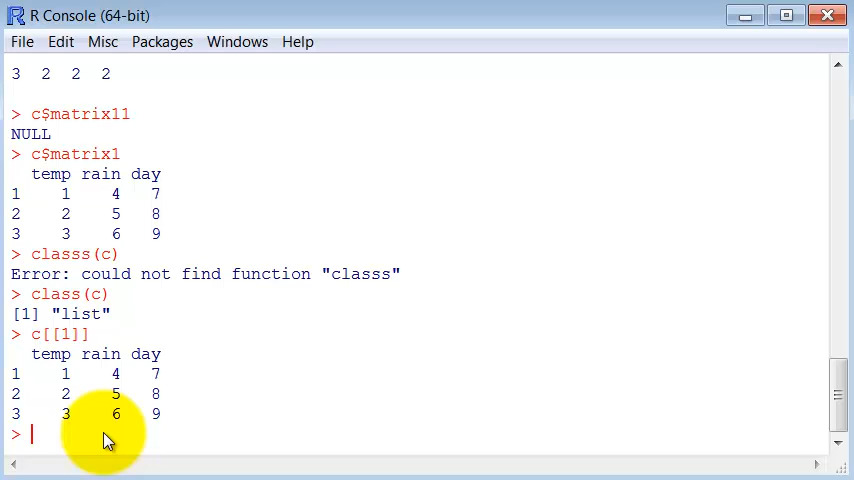 R Console (64-bit)
File Edit Misc Packages Windows Help
3 2 2 2
> c$matrix11
NULL
> c$matrix1
temp rain day
1 1 4 7
2 2 5 8
3 3 6 9
> classs(c)
Error: could not find function "classs"
> class(c)
[1] "list"
> c[[1]]
temp rain day
1 1 4 7
2 2 5 8
3 3 6 9
>